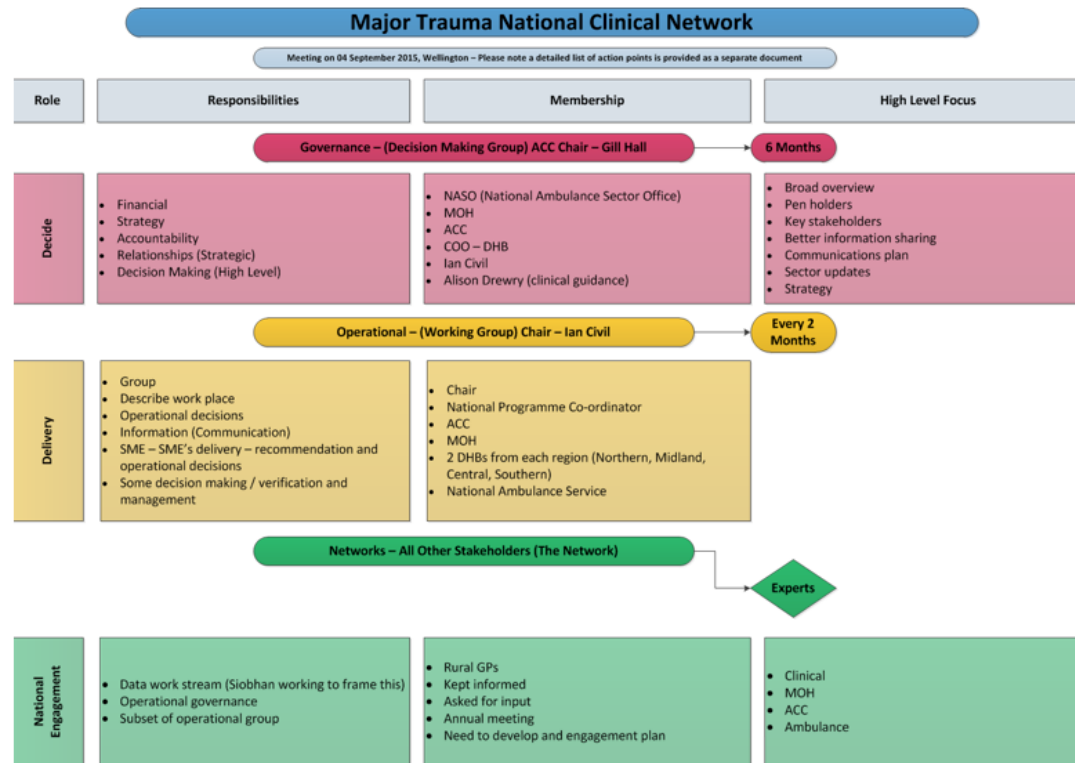 Major Trauma National Clinical Network
Meeting on 04 September 2015, Wellington – Please note a detailed list of action points is provided as a separate document
Role
Responsibilities
Membership
High Level Focus
Governance – (Decision Making Group) ACC Chair – Gill Hall
6 Months
Decide
• Financial
• Strategy
• Accountability
• Relationships (Strategic)
• Decision Making (High Level)
• NASO (National Ambulance Sector Office)
• MOH
• ACC
• COO – DHB
• Ian Civil
• Alison Drewry (clinical guidance)
• Broad overview
• Pen holders
• Key stakeholders
• Better information sharing
• Communications plan
• Sector updates
• Strategy
Operational – (Working Group) Chair – Ian Civil
Every 2
Months
Delivery
• Group
• Describe work place
• Operational decisions
• Information (Communication)
• SME – SME's delivery – recommendation and
operational decisions
• Some decision making / verification and
management
• Chair
• National Programme Co-ordinator
• ACC
• MOH
• 2 DHBs from each region (Northern, Midland,
Central, Southern)
• National Ambulance Service
Networks – All Other Stakeholders (The Network)
Experts
National
Engagement
• Data work stream (Siobhan working to frame this)
• Operational governance
• Subset of operational group
• Rural GPs
• Kept informed
• Asked for input
• Annual meeting
• Need to develop and engagement plan
• Clinical
• MOH
• ACC
• Ambulance